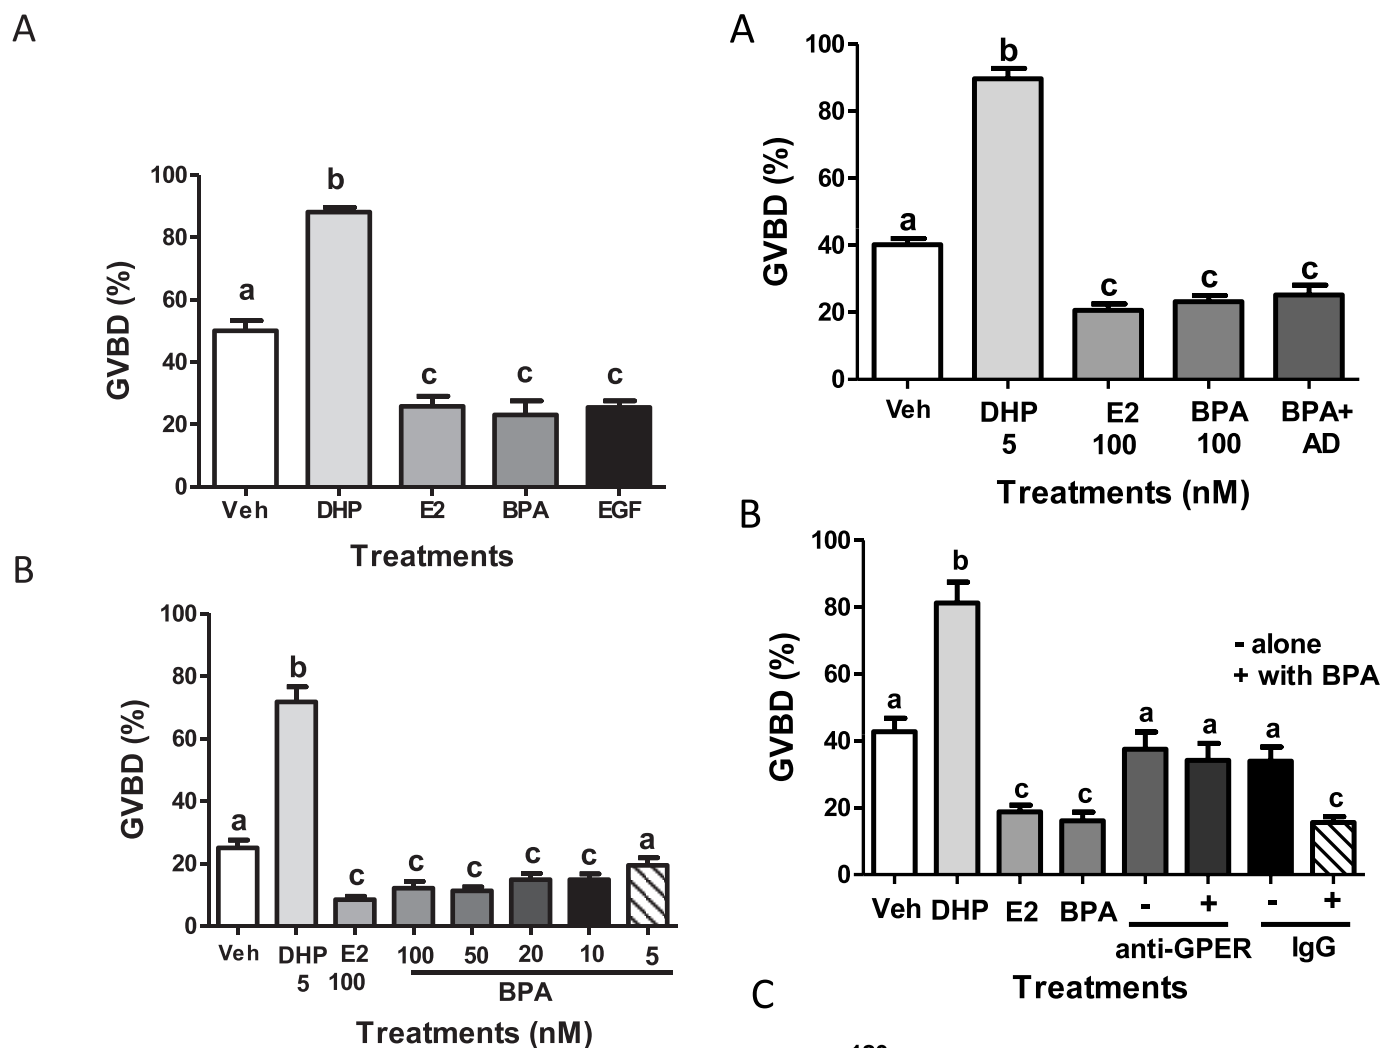 A
100
80
60
40
20
0
GVBD (%)
a
b
c
c
c
Veh DHP E2 BPA EGF
Treatments
B
100
80
60
40
20
0
GVBD (%)
a
b
c
c
c
c
c
a
Veh DHP E2 100 50 20 10 5
5 100
BPA
Treatments (nM)
A
100
80
60
40
20
0
GVBD (%)
a
b
c
c
c
Veh DHP E2 BPA BPA+
5 100 100 AD
Treatments (nM)
B
100
80
60
40
20
0
GVBD (%)
- alone
+ with BPA
a
b
c
c
a
a
a
c
Veh DHP E2 BPA - + - +
anti-GPER IgG
Treatments
C